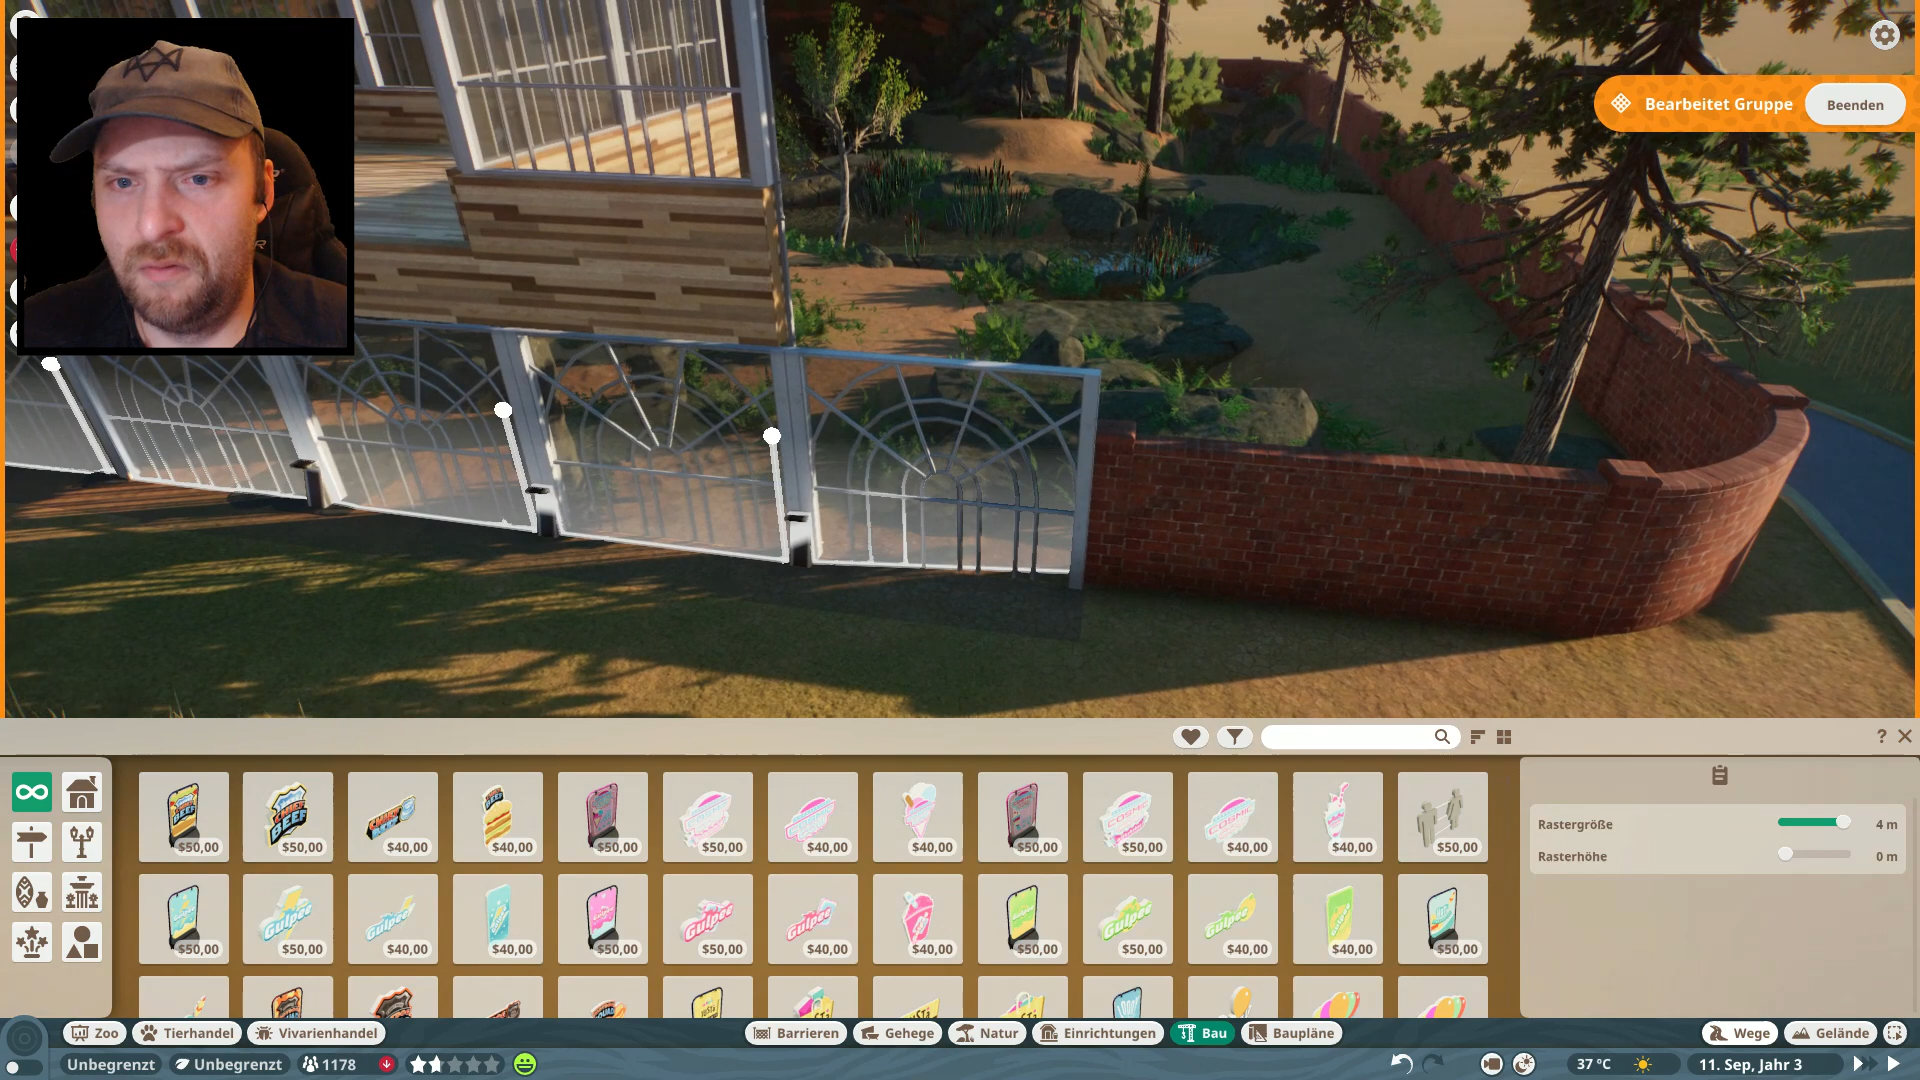 Bearbeitet Gruppe
Beenden
Rastergröße 4 m
Rasterhöhe 0 m
CHIEF BEEF
$50,00 $50,00 $40,00 $40,00 $50,00 $50,00 $40,00 $40,00 $50,00 $50,00 $40,00 $40,00 $50,00
Gulpee
$50,00 $50,00 $40,00 $40,00 $50,00 $50,00 $40,00 $40,00 $50,00 $50,00 $40,00 $40,00 $50,00
Zoo Tierhandel Vivarienhandel Barrieren Gehege Natur Einrichtungen Bau Baupläne Wege Gelände
Unbegrenzt Unbegrenzt 1178 37 °C 11. Sep, Jahr 3